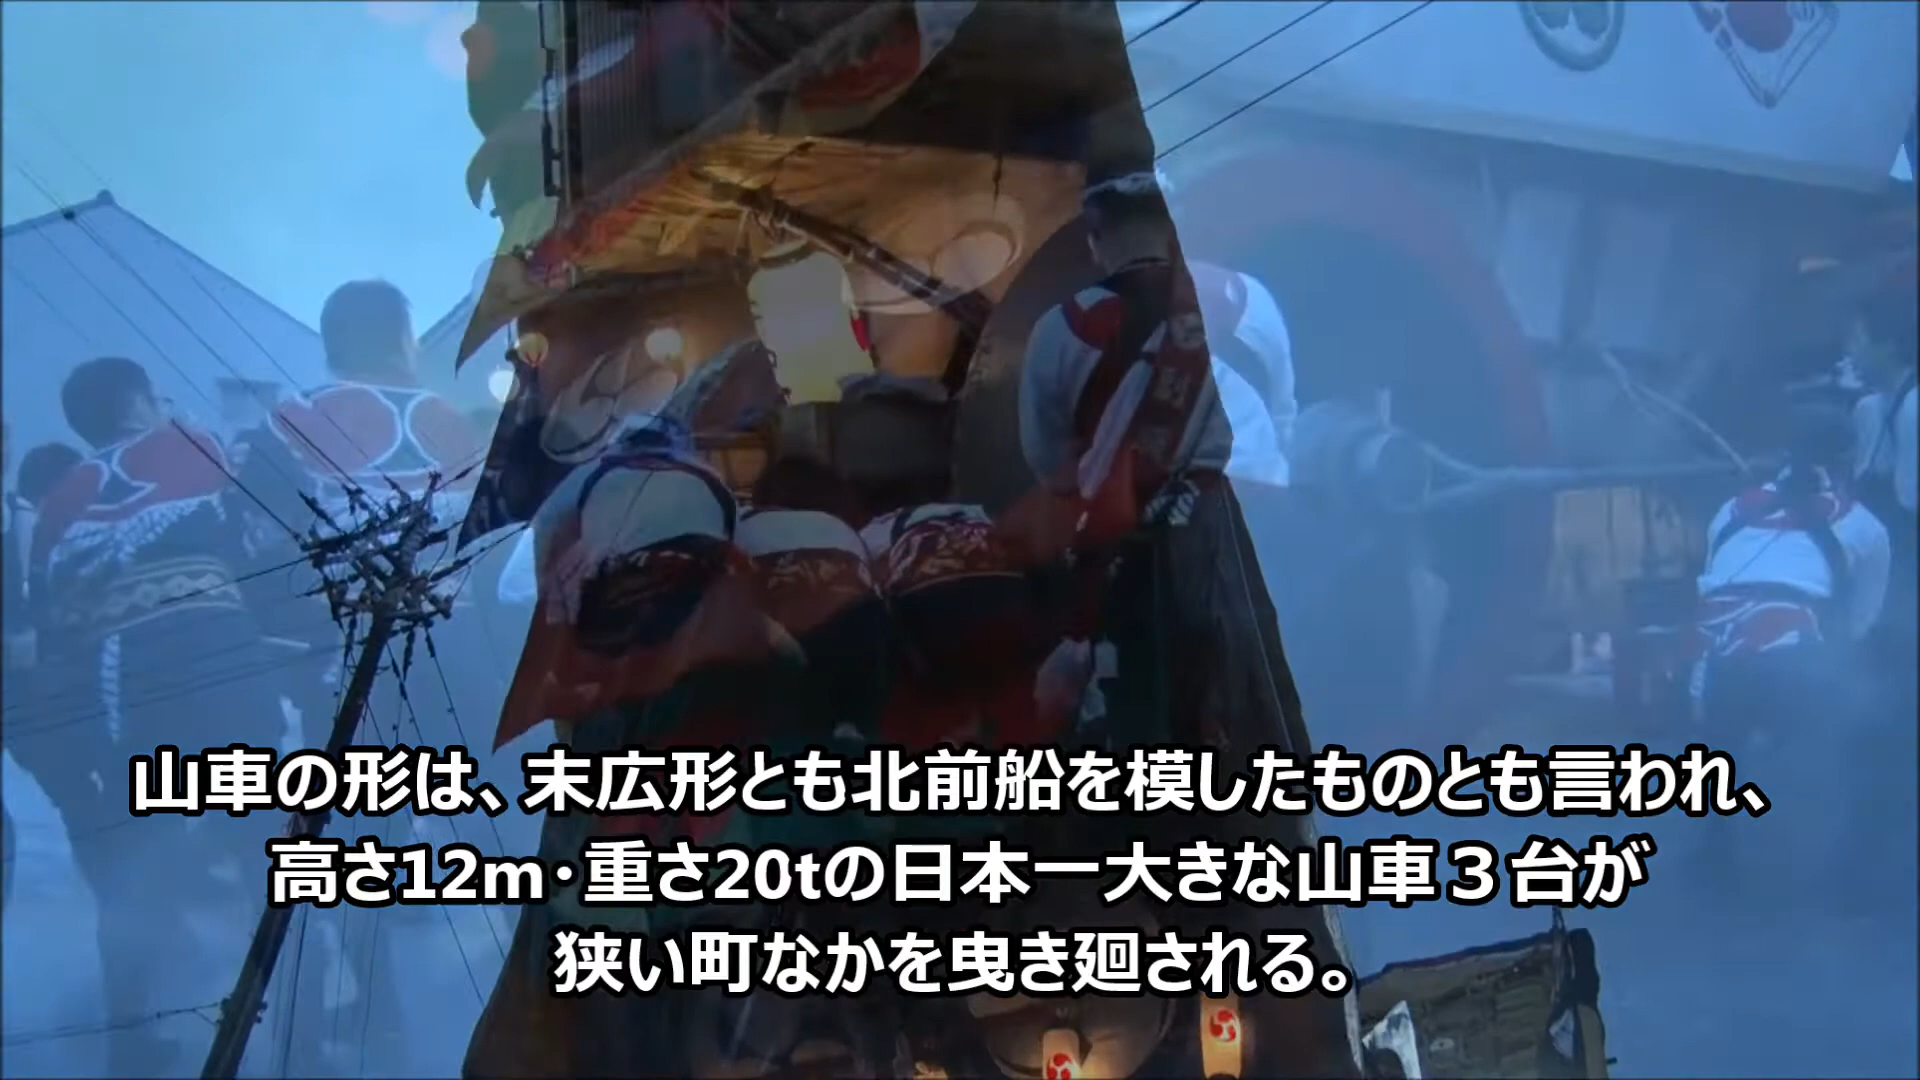 山車の形は、末広形とも北前船を模したものとも言われ、
高さ12m・重さ20tの日本一大きな山車３台が
狭い町なかを曳き廻される。